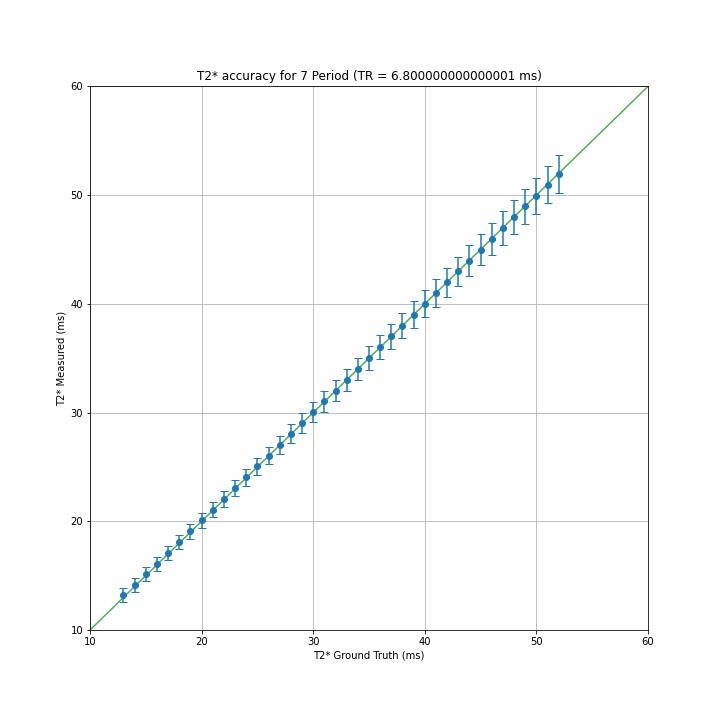 T2* accuracy for 7 Period (TR = 6.800000000000001 ms)
60
50
40
30
20
10
T2* Measured (ms)
10 20 30 40 50 60
T2* Ground Truth (ms)